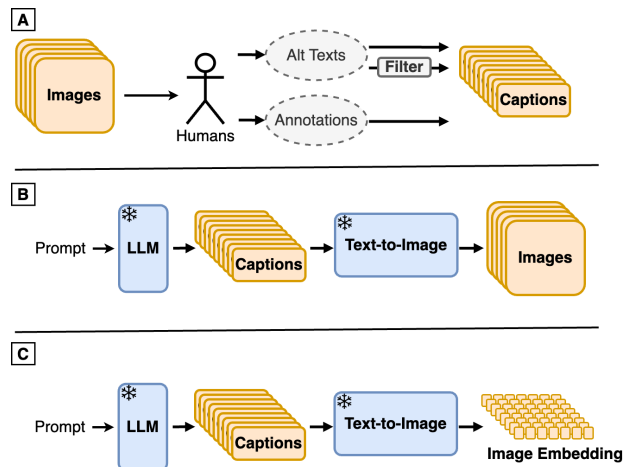 A
Images
Humans
Alt Texts
Filter
Annotations
Captions
B
Prompt
LLM
Captions
Text-to-Image
Images
C
Prompt
LLM
Captions
Text-to-Image
Image Embedding